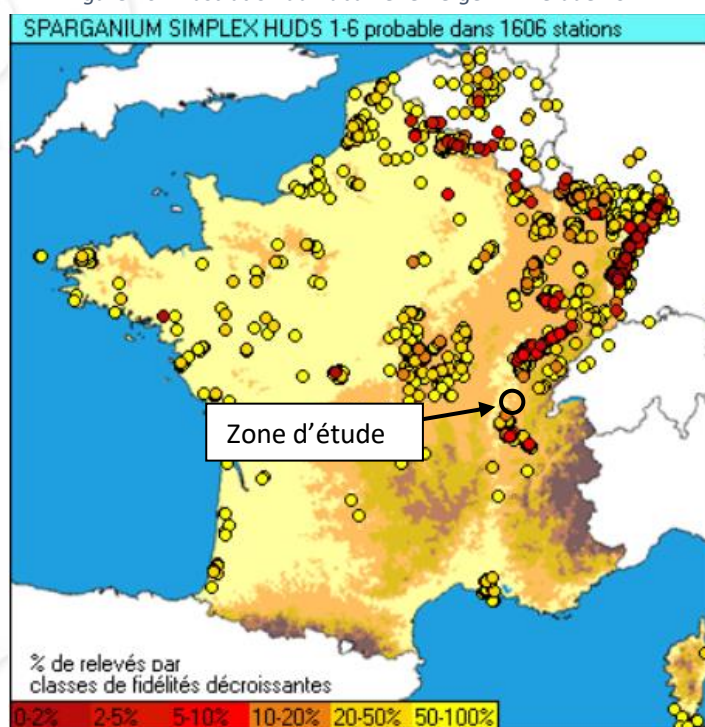 SPARGANIUM SIMPLEX HUDS 1-6 probable dans 1606 stations
Zone d'étude
% de relevés par
classes de fidélités décroissantes
0-2% 2-5% 5-10% 10-20% 20-50% 50-100%